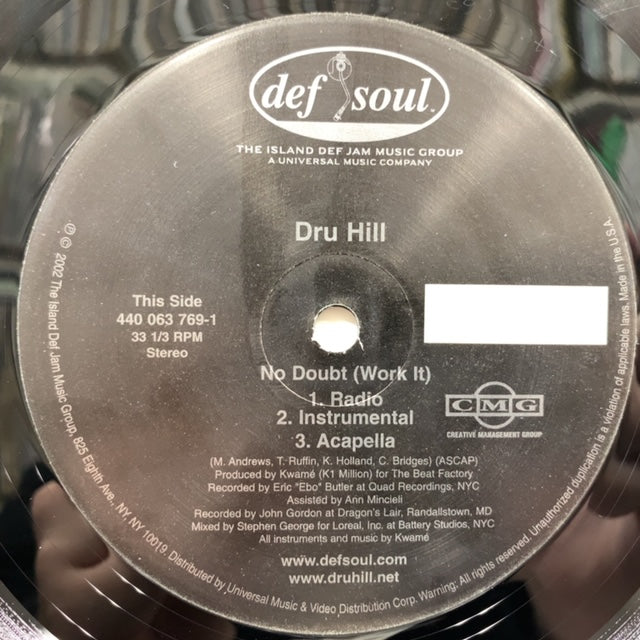 def soul
THE ISLAND DEF JAM MUSIC GROUP
A UNIVERSAL MUSIC COMPANY
Dru Hill
This Side
440 063 769-1
33 1/3 RPM
Stereo
No Doubt (Work It)
1. Radio
2. Instrumental
3. Acapella
CMG
CREATIVE MANAGEMENT GROUP
(M. Andrews, T. Ruffin, K. Holland, C. Bridges) (ASCAP)
Produced by Kwamé (K1 Million) for The Beat Factory
Recorded by Eric "Ebo" Butler at Quad Recordings, NYC
Assisted by Ann Mincieli
Recorded by John Gordon at Dragon's Lair, Randallstown, MD
Mixed by Stephen George for Loreal, Inc. at Battery Studios, NYC
All instruments and music by Kwamé
www.defsoul.com
www.druhill.net
℗ © 2002 The Island Def Jam Music Group, 825 Eighth Ave., NY, NY 10019. Distributed by Universal Music & Video Distribution Corp. Warning: All rights reserved. Unauthorized duplication is a violation of applicable laws. Made in the U.S.A.